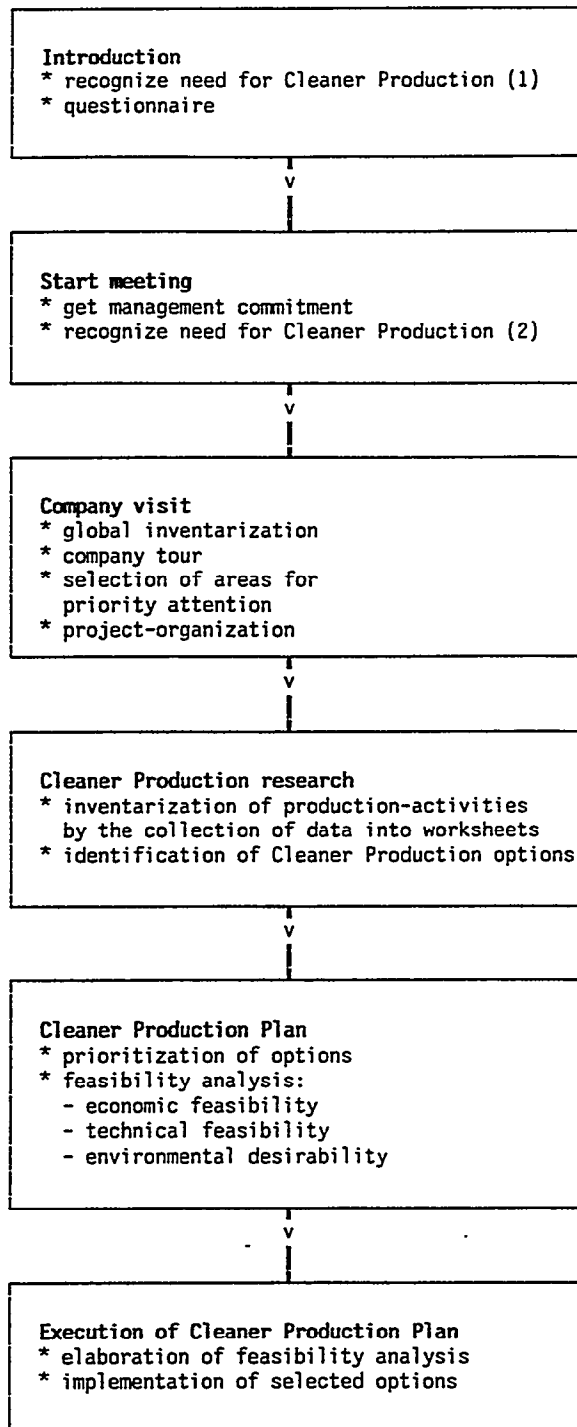 Introduction
* recognize need for Cleaner Production (1)
* questionnaire
v
Start meeting
* get management commitment
* recognize need for Cleaner Production (2)
v
Company visit
* global inventarization
* company tour
* selection of areas for
priority attention
* project-organization
v
Cleaner Production research
* inventarization of production-activities
by the collection of data into worksheets
* identification of Cleaner Production options
v
Cleaner Production Plan
* prioritization of options
* feasibility analysis:
- economic feasibility
- technical feasibility
- environmental desirability
v
Execution of Cleaner Production Plan
* elaboration of feasibility analysis
* implementation of selected options